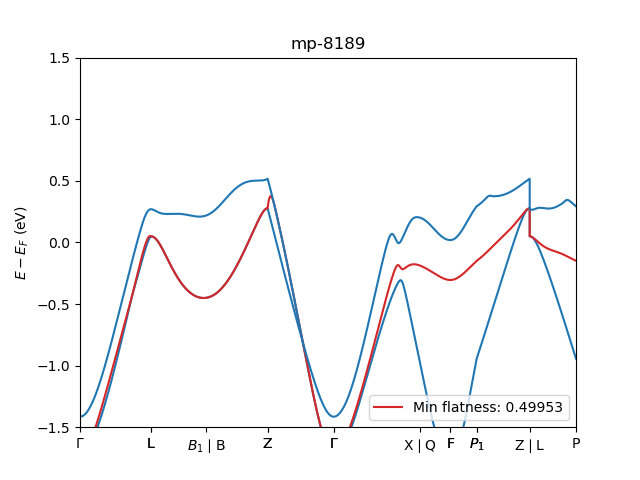 mp-8189
E − E_F (eV)
1.5
1.0
0.5
0.0
−0.5
−1.0
−1.5
Min flatness: 0.49953
Γ L B₁ | B Z Γ X | Q F P₁ Z | L P